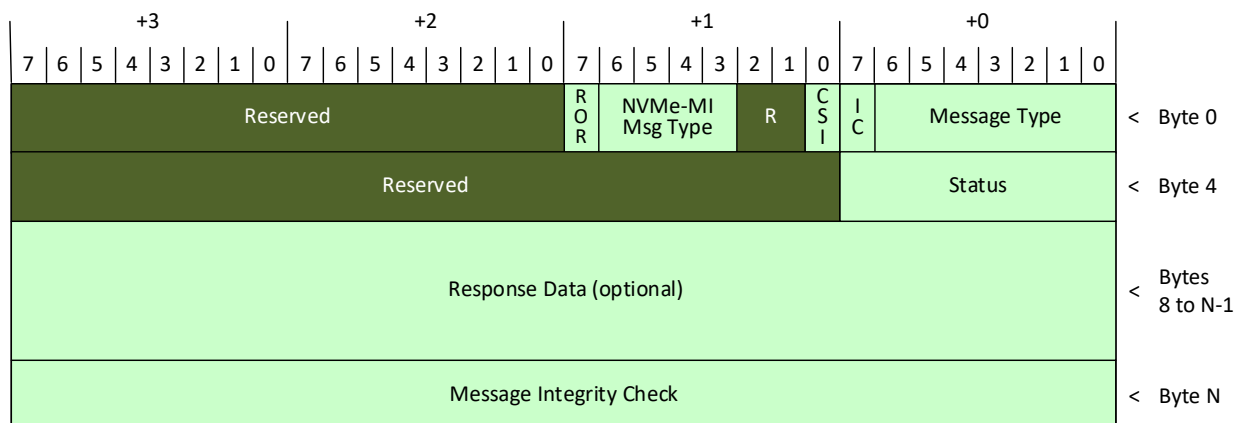 +3 +2 +1 +0
7 6 5 4 3 2 1 0 7 6 5 4 3 2 1 0 7 6 5 4 3 2 1 0 7 6 5 4 3 2 1 0
Reserved
R
O
R
NVMe-MI
Msg Type
R
C
S
I
I
C
Message Type
< Byte 0
Reserved
Status
< Byte 4
Response Data (optional)
< Bytes
8 to N-1
Message Integrity Check
< Byte N